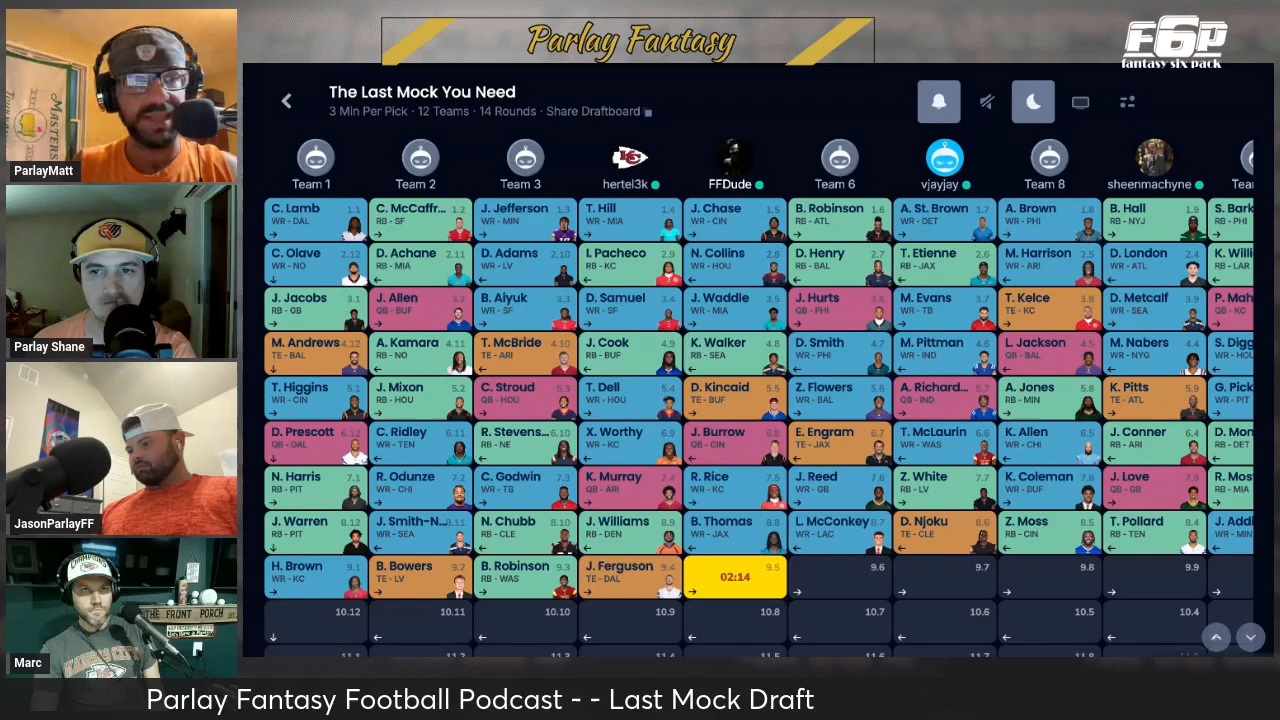 Parlay Fantasy
F6P
fantasy six pack
The Last Mock You Need
3 Min Per Pick · 12 Teams · 14 Rounds · Share Draftboard
Team 1
Team 2
Team 3
hertel3k
FFDude
Team 6
vjayjay
Team 8
sheenmachyne
C. Lamb 1.1
WR - DAL
C. McCaffr... 1.2
RB - SF
J. Jefferson 1.3
WR - MIN
T. Hill 1.4
WR - MIA
J. Chase 1.5
WR - CIN
B. Robinson 1.6
RB - ATL
A. St. Brown 1.7
WR - DET
A. Brown 1.8
WR - PHI
B. Hall 1.9
RB - NYJ
S. Bark
RB - PHI
C. Olave 2.12
WR - NO
D. Achane 2.11
RB - MIA
D. Adams 2.10
WR - LV
I. Pacheco 2.9
RB - KC
N. Collins 2.8
WR - HOU
D. Henry 2.7
RB - BAL
T. Etienne 2.6
RB - JAX
M. Harrison 2.5
WR - ARI
D. London 2.4
WR - ATL
K. Willi
RB - LAR
J. Jacobs 3.1
RB - GB
J. Allen 3.2
QB - BUF
B. Aiyuk 3.3
WR - SF
D. Samuel 3.4
WR - SF
J. Waddle 3.5
WR - MIA
J. Hurts 3.6
QB - PHI
M. Evans 3.7
WR - TB
T. Kelce 3.8
TE - KC
D. Metcalf 3.9
WR - SEA
P. Mah
QB - KC
M. Andrews 4.12
TE - BAL
A. Kamara 4.11
RB - NO
T. McBride 4.10
TE - ARI
J. Cook 4.9
RB - BUF
K. Walker 4.8
RB - SEA
D. Smith 4.7
WR - PHI
M. Pittman 4.6
WR - IND
L. Jackson 4.5
QB - BAL
M. Nabers 4.4
WR - NYG
S. Digg
WR - HOU
T. Higgins 5.1
WR - CIN
J. Mixon 5.2
RB - HOU
C. Stroud 5.3
QB - HOU
T. Dell 5.4
WR - HOU
D. Kincaid 5.5
TE - BUF
Z. Flowers 5.6
WR - BAL
A. Richard... 5.7
QB - IND
A. Jones 5.8
RB - MIN
K. Pitts 5.9
TE - ATL
G. Pick
WR - PIT
D. Prescott 6.12
QB - DAL
C. Ridley 6.11
WR - TEN
R. Stevens... 6.10
RB - NE
X. Worthy 6.9
WR - KC
J. Burrow 6.8
QB - CIN
E. Engram 6.7
TE - JAX
T. McLaurin 6.6
WR - WAS
K. Allen 6.5
WR - CHI
J. Conner 6.4
RB - ARI
D. Mon
RB - DET
N. Harris 7.1
RB - PIT
R. Odunze 7.2
WR - CHI
C. Godwin 7.3
WR - TB
K. Murray 7.4
QB - ARI
R. Rice 7.5
WR - KC
J. Reed 7.6
WR - GB
Z. White 7.7
RB - LV
K. Coleman 7.8
WR - BUF
J. Love 7.9
QB - GB
R. Mos
RB - MIA
J. Warren 8.12
RB - PIT
J. Smith-N... 8.11
WR - SEA
N. Chubb 8.10
RB - CLE
J. Williams 8.9
RB - DEN
B. Thomas 8.8
WR - JAX
L. McConkey 8.7
WR - LAC
D. Njoku 8.6
TE - CLE
Z. Moss 8.5
RB - CIN
T. Pollard 8.4
RB - TEN
J. Addi
WR - MIN
H. Brown 9.1
WR - KC
B. Bowers 9.2
TE - LV
B. Robinson 9.3
RB - WAS
J. Ferguson 9.4
TE - DAL
02:14 9.5
9.6
9.7
9.8
9.9
10.12
10.11
10.10
10.9
10.8
10.7
10.6
10.5
10.4
ParlayMatt
Parlay Shane
JasonParlayFF
THE FRONT PORCH
Marc
Parlay Fantasy Football Podcast - - Last Mock Draft